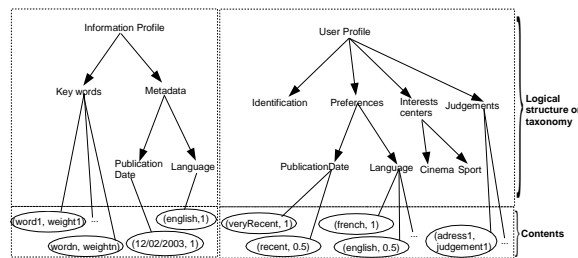 Information Profile
User Profile
Key words
Metadata
Identification
Preferences
Interests
centers
Judgements
Logical
structure or
taxonomy
Publication
Date
Language
PublicationDate
Language
Cinema
Sport
(word1, weight1)
...
(english,1)
(veryRecent, 1)
(french, 1)
...
(adress1,
judgement1)
...
Contents
(wordn, weightn)
(12/02/2003, 1)
(recent, 0.5)
(english, 0.5)